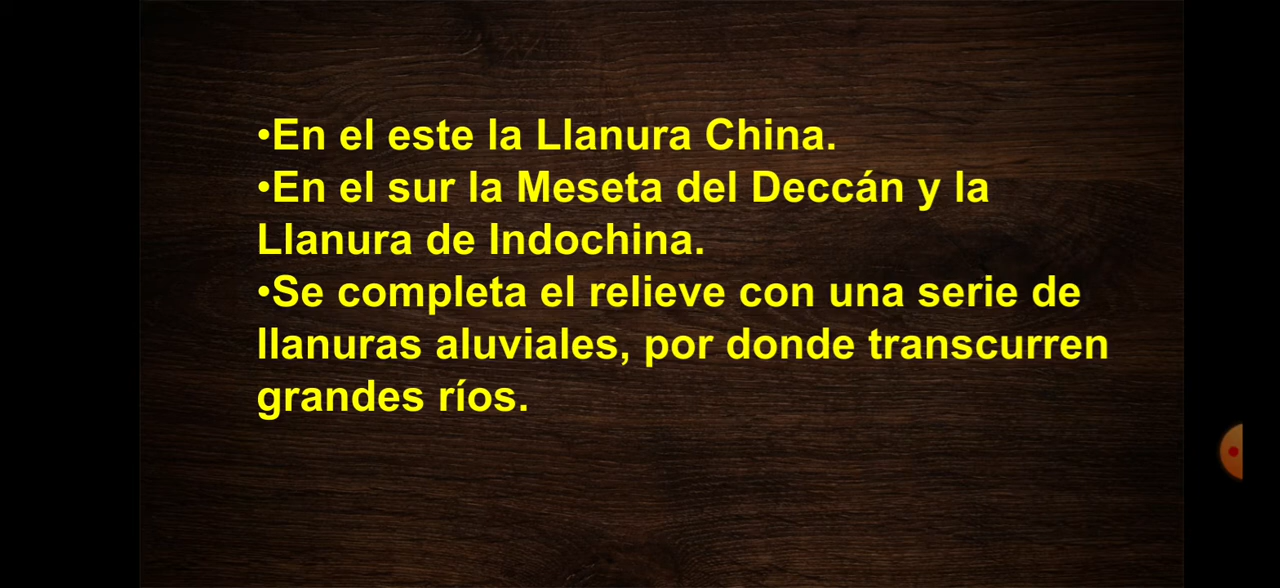 •En el este la Llanura China.
•En el sur la Meseta del Deccán y la
Llanura de Indochina.
•Se completa el relieve con una serie de
llanuras aluviales, por donde transcurren
grandes ríos.